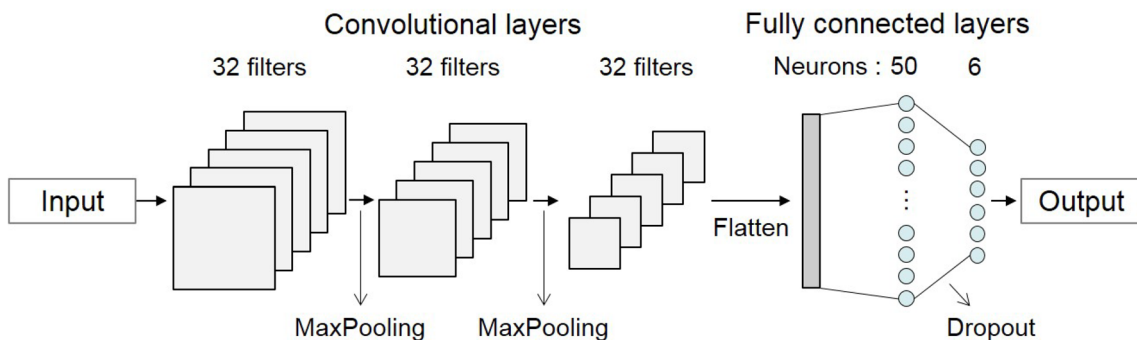 Convolutional layers
Fully connected layers
32 filters
32 filters
32 filters
Neurons : 50
6
Input
Flatten
⋮
Output
MaxPooling
MaxPooling
Dropout